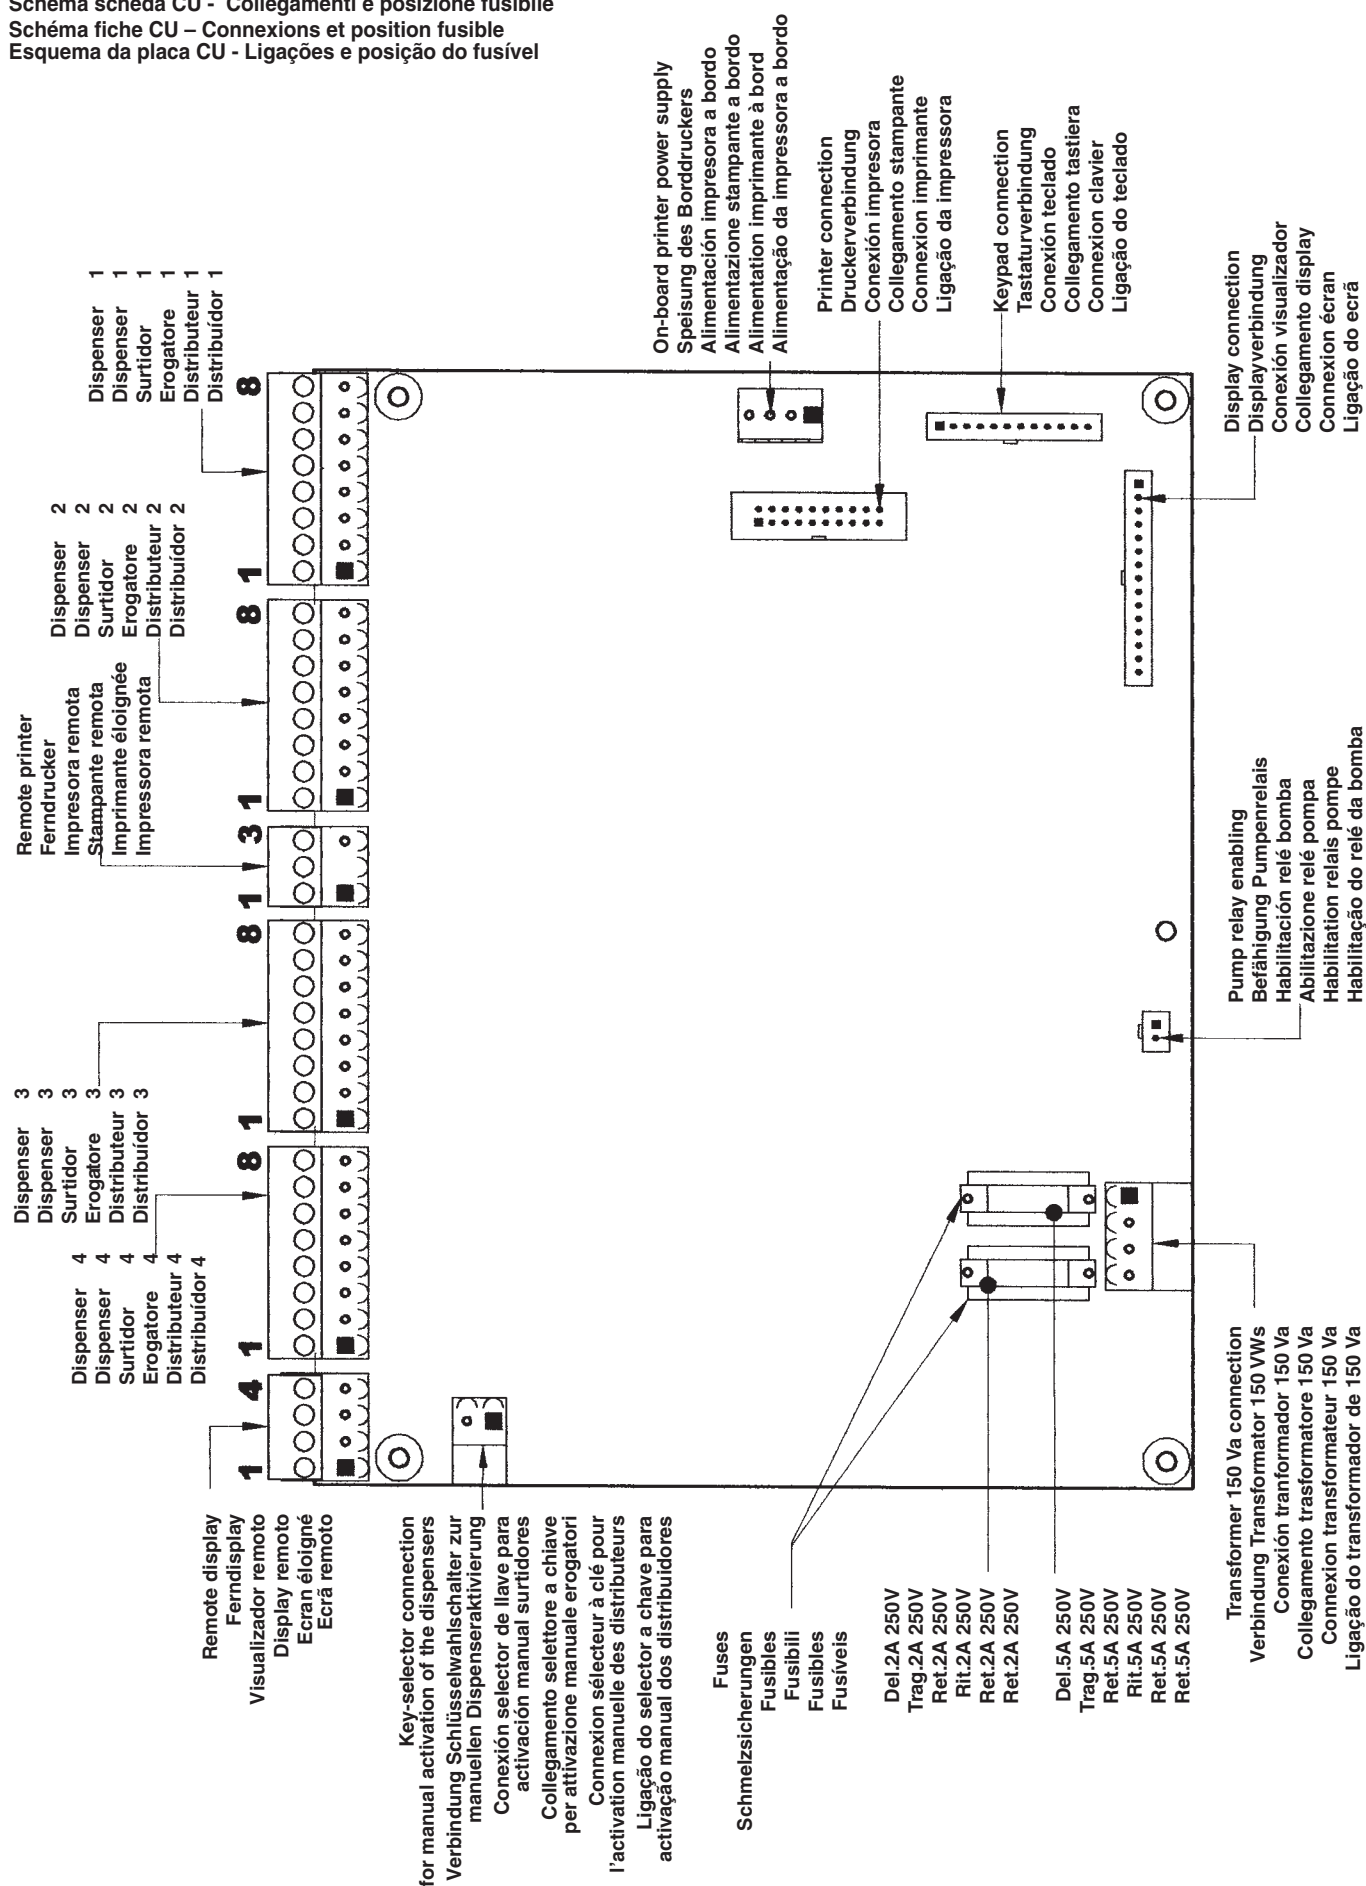 Schema scheda CU - Collegamenti e posizione fusibile
Schéma fiche CU – Connexions et position fusible
Esquema da placa CU - Ligações e posição do fusível
Dispenser 1
Dispenser 1
Surtidor 1
Erogatore 1
Distributeur 1
Distribuídor 1
Dispenser 2
Dispenser 2
Surtidor 2
Erogatore 2
Distributeur 2
Distribuídor 2
Remote printer
Ferndrucker
Impresora remota
Stampante remota
Imprimante éloignée
Impressora remota
Dispenser 3
Dispenser 3
Surtidor 3
Erogatore 3
Distributeur 3
Distribuídor 3
Dispenser 4
Dispenser 4
Surtidor 4
Erogatore 4
Distributeur 4
Distribuídor 4
Remote display
Ferndisplay
Visualizador remoto
Display remoto
Ecran éloigné
Ecrã remoto
1 4
1 8
1 8
1 3
1 8
1 8
Key-selector connection
for manual activation of the dispensers
Verbindung Schlüsselwahlschalter zur
manuellen Dispenseraktivierung
Conexión selector de llave para
activación manual surtidores
Collegamento selettore a chiave
per attivazione manuale erogatori
Connexion sélecteur à clé pour
l'activation manuelle des distributeurs
Ligação do selector a chave para
activação manual dos distribuidores
On-board printer power supply
Speisung des Bordruckers
Alimentación impresora a bordo
Alimentazione stampante a bordo
Alimentation imprimante à bord
Alimentação da impressora a bordo
Printer connection
Druckerverbindung
Conexión impresora
Collegamento stampante
Connexion imprimante
Ligação da impressora
Keypad connection
Tastaturverbindung
Conexión teclado
Collegamento tastiera
Connexion clavier
Ligação do teclado
Display connection
Displayverbindung
Conexión visualizador
Collegamento display
Connexion écran
Ligação do ecrã
Pump relay enabling
Befähigung Pumpenrelais
Habilitación relé bomba
Abilitazione relé pompa
Habilitation relais pompe
Habilitação do relé da bomba
Fuses
Schmelzsicherungen
Fusibles
Fusibili
Fusibles
Fusíveis
Del.2A 250V
Trag.2A 250V
Ret.2A 250V
Rit.2A 250V
Ret.2A 250V
Ret.2A 250V
Del.5A 250V
Trag.5A 250V
Ret.5A 250V
Rit.5A 250V
Ret.5A 250V
Ret.5A 250V
Transformer 150 Va connection
Verbindung Transformator 150 VWs
Conexión tranformador 150 Va
Collegamento trasformatore 150 Va
Connexion transformateur 150 Va
Ligação do transformador de 150 Va